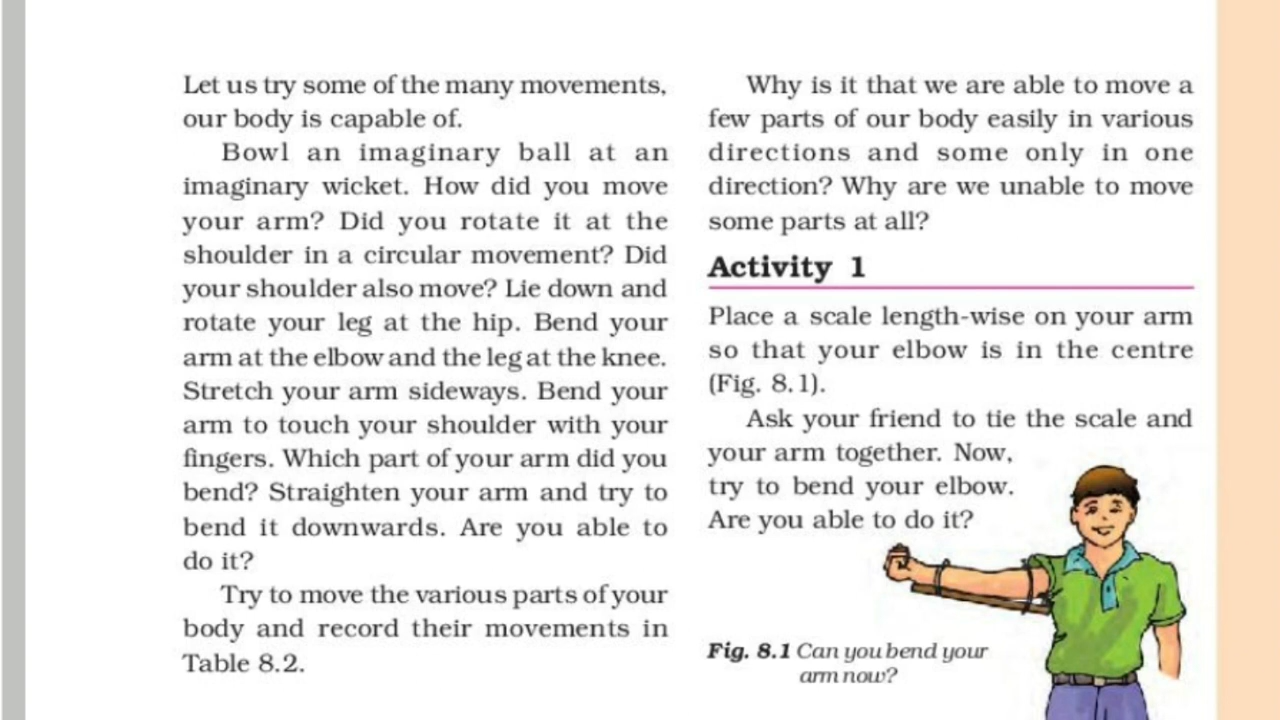 Let us try some of the many movements,
our body is capable of.
Bowl an imaginary ball at an
imaginary wicket. How did you move
your arm? Did you rotate it at the
shoulder in a circular movement? Did
your shoulder also move? Lie down and
rotate your leg at the hip. Bend your
arm at the elbow and the leg at the knee.
Stretch your arm sideways. Bend your
arm to touch your shoulder with your
fingers. Which part of your arm did you
bend? Straighten your arm and try to
bend it downwards. Are you able to
do it?
Try to move the various parts of your
body and record their movements in
Table 8.2.
Why is it that we are able to move a
few parts of our body easily in various
directions and some only in one
direction? Why are we unable to move
some parts at all?
Activity 1
Place a scale length-wise on your arm
so that your elbow is in the centre
(Fig. 8.1).
Ask your friend to tie the scale and
your arm together. Now,
try to bend your elbow.
Are you able to do it?
Fig. 8.1 Can you bend your
arm now?